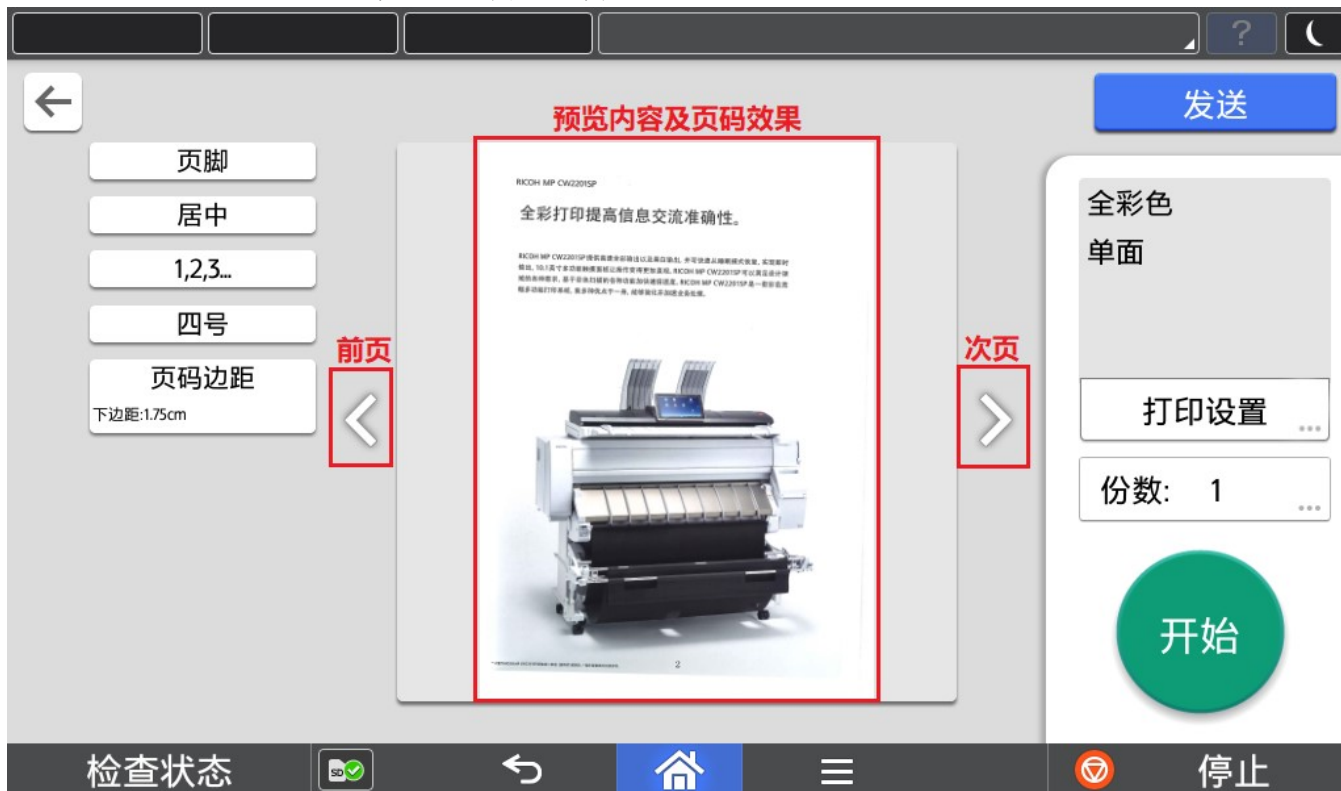 ?
预览内容及页码效果
发送
页脚
居中
1,2,3...
四号
页码边距
下边距:1.75cm
前页
RICOH MP CW2201SP
全彩打印提高信息交流准确性。
2
次页
全彩色
单面
打印设置
份数: 1
开始
检查状态
SD
停止